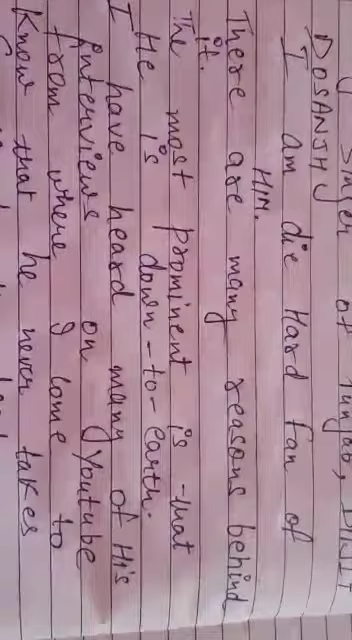 Singer of Punjab, DILJIT
DOSANJH
I am die Hard fan of
HIM.
There are many reasons behind
it.
The most prominent is that
He is down-to-earth.
I have heard many of His
interviews on Youtube
from where I come to
Know that he never takes